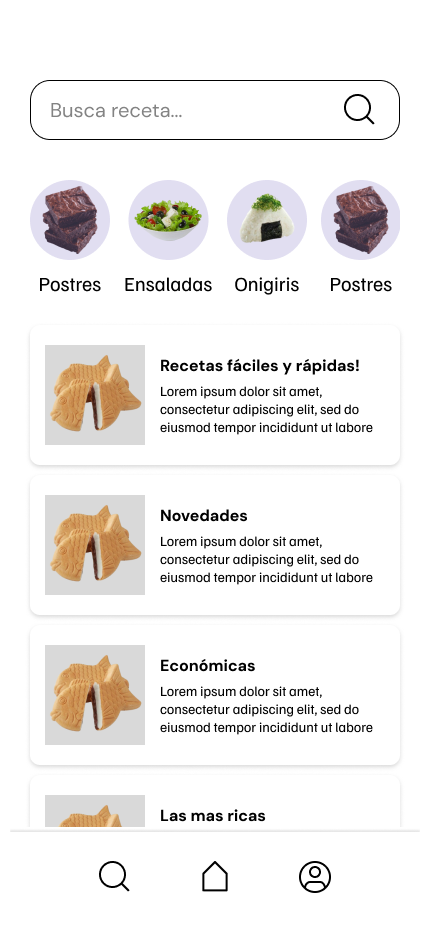 Busca receta...
Postres Ensaladas Onigiris Postres
Recetas fáciles y rápidas!
Lorem ipsum dolor sit amet,
consectetur adipiscing elit, sed do
eiusmod tempor incididunt ut labore
Novedades
Lorem ipsum dolor sit amet,
consectetur adipiscing elit, sed do
eiusmod tempor incididunt ut labore
Económicas
Lorem ipsum dolor sit amet,
consectetur adipiscing elit, sed do
eiusmod tempor incididunt ut labore
Las mas ricas